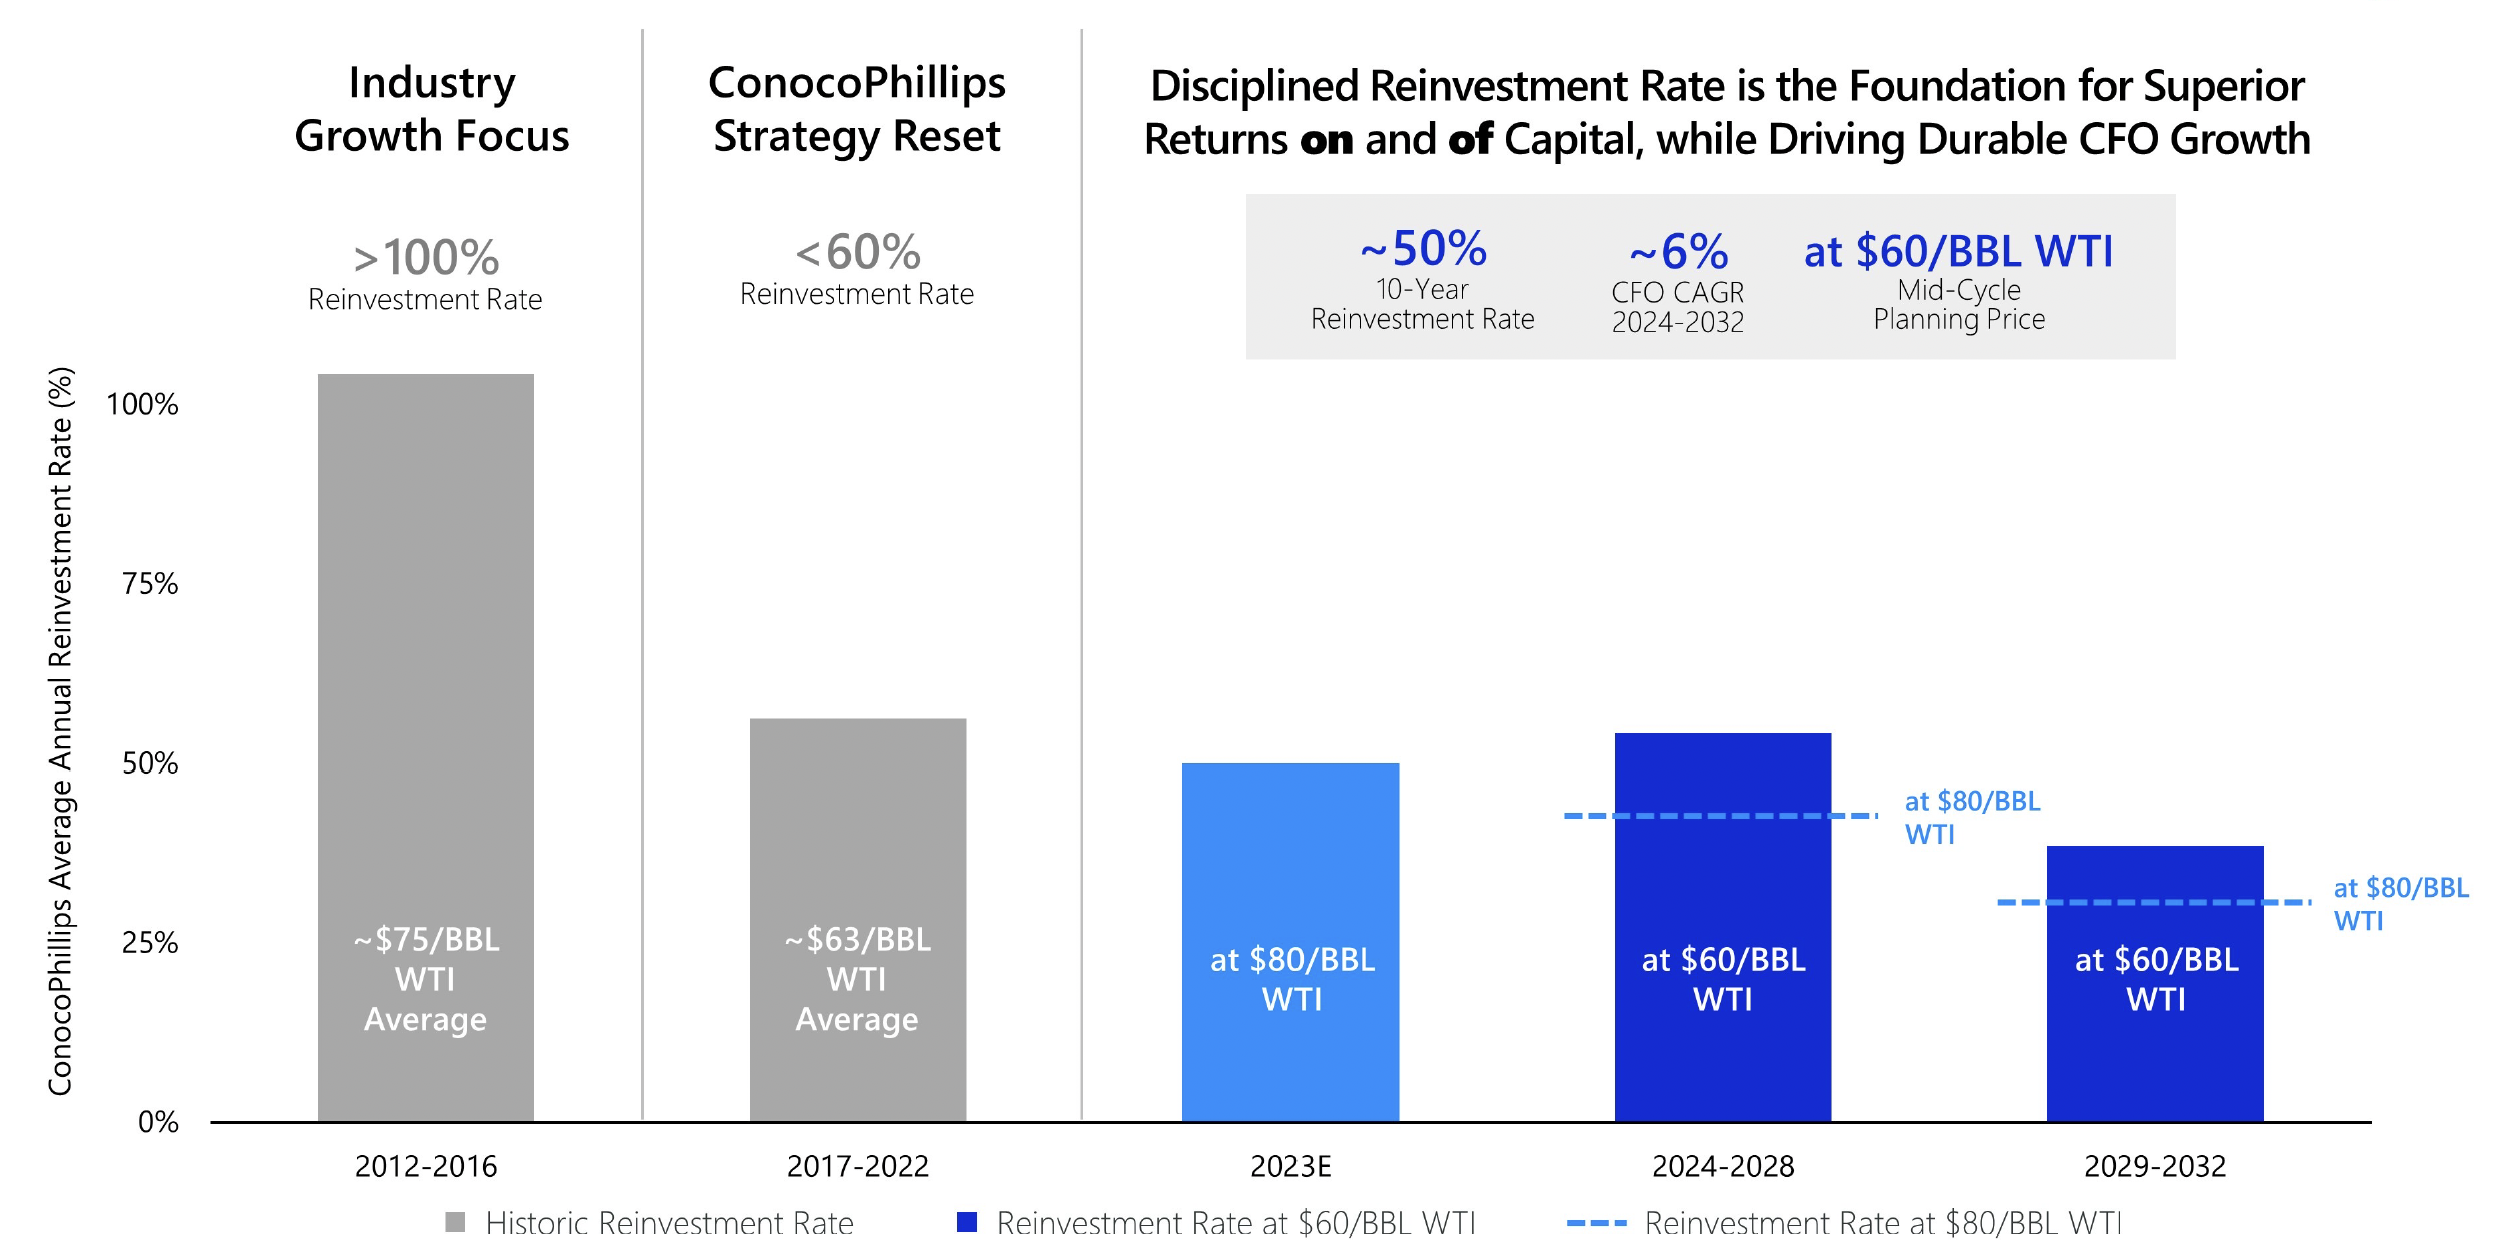 Industry
Growth Focus
>100%
Reinvestment Rate
ConocoPhillips
Strategy Reset
<60%
Reinvestment Rate
Disciplined Reinvestment Rate is the Foundation for Superior
Returns on and of Capital, while Driving Durable CFO Growth
~50%
10-Year
Reinvestment Rate
~6%
CFO CAGR
2024-2032
at $60/BBL WTI
Mid-Cycle
Planning Price
ConocoPhillips Average Annual Reinvestment Rate (%)
100%
75%
50%
25%
0%
~$75/BBL
WTI
Average
~$63/BBL
WTI
Average
at $80/BBL
WTI
at $60/BBL
WTI
at $80/BBL
WTI
at $60/BBL
WTI
at $80/BBL
WTI
2012-2016
2017-2022
2023E
2024-2028
2029-2032
Historic Reinvestment Rate
Reinvestment Rate at $60/BBL WTI
Reinvestment Rate at $80/BBL WTI